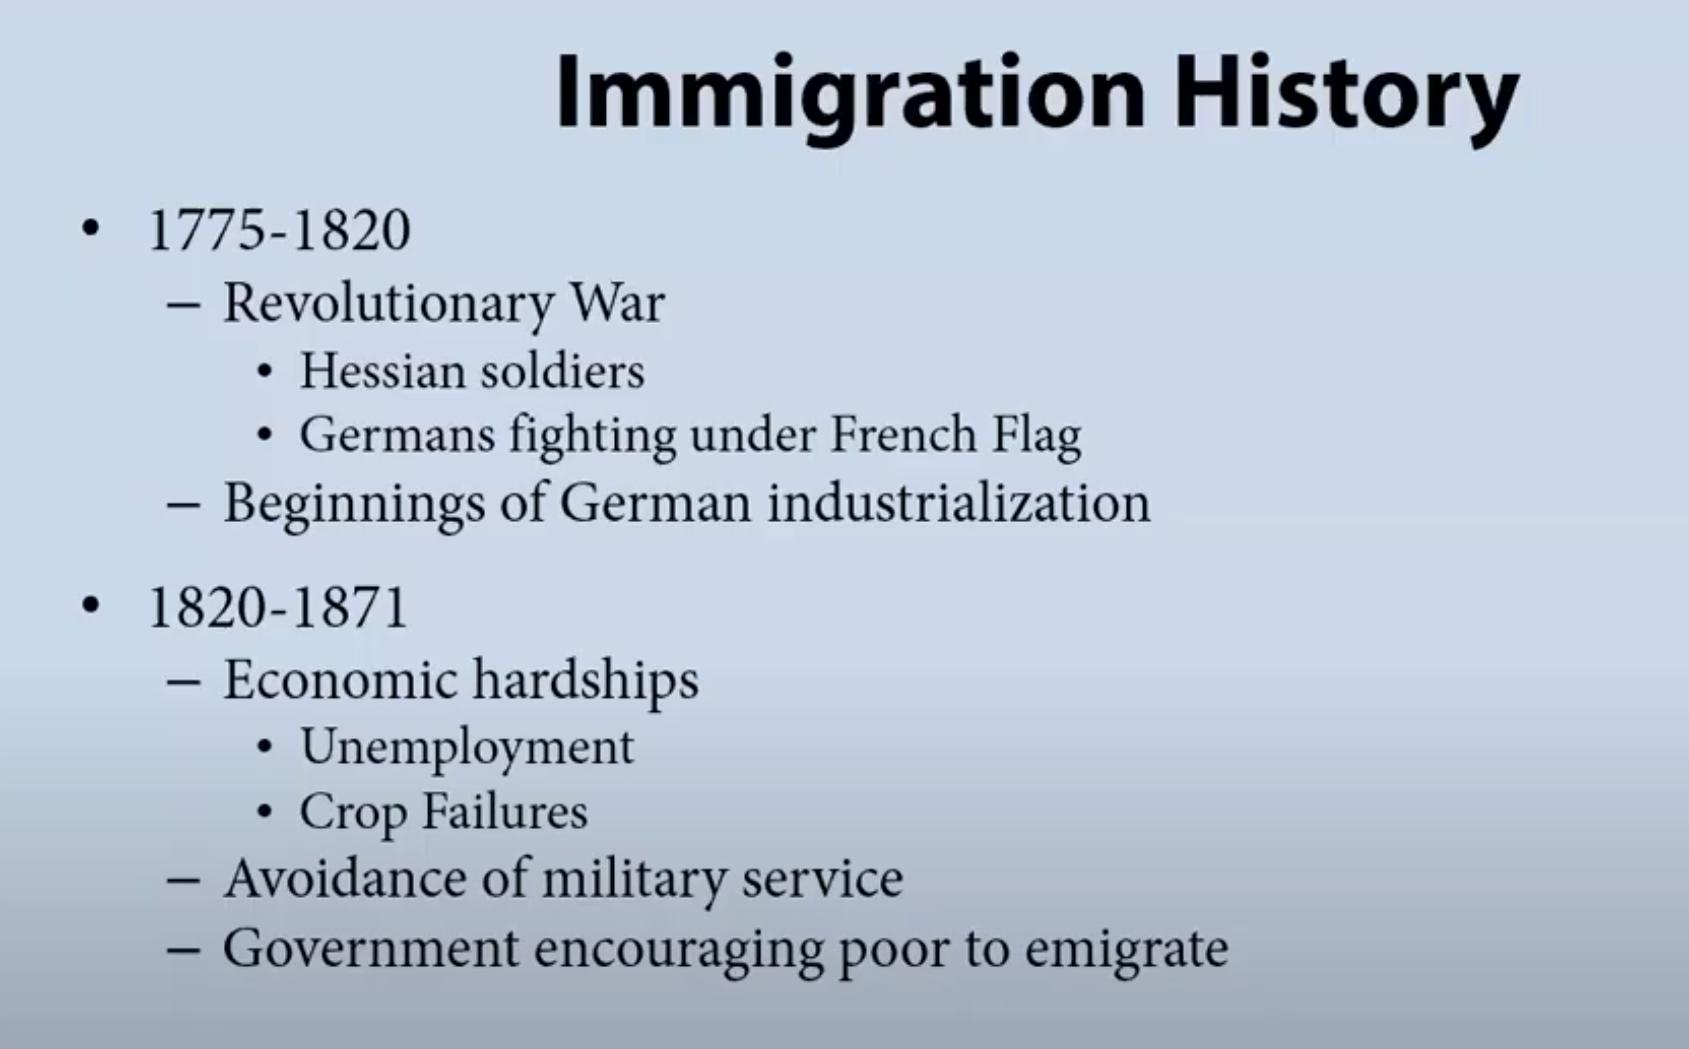 Immigration History
• 1775-1820
– Revolutionary War
• Hessian soldiers
• Germans fighting under French Flag
– Beginnings of German industrialization
• 1820-1871
– Economic hardships
• Unemployment
• Crop Failures
– Avoidance of military service
– Government encouraging poor to emigrate